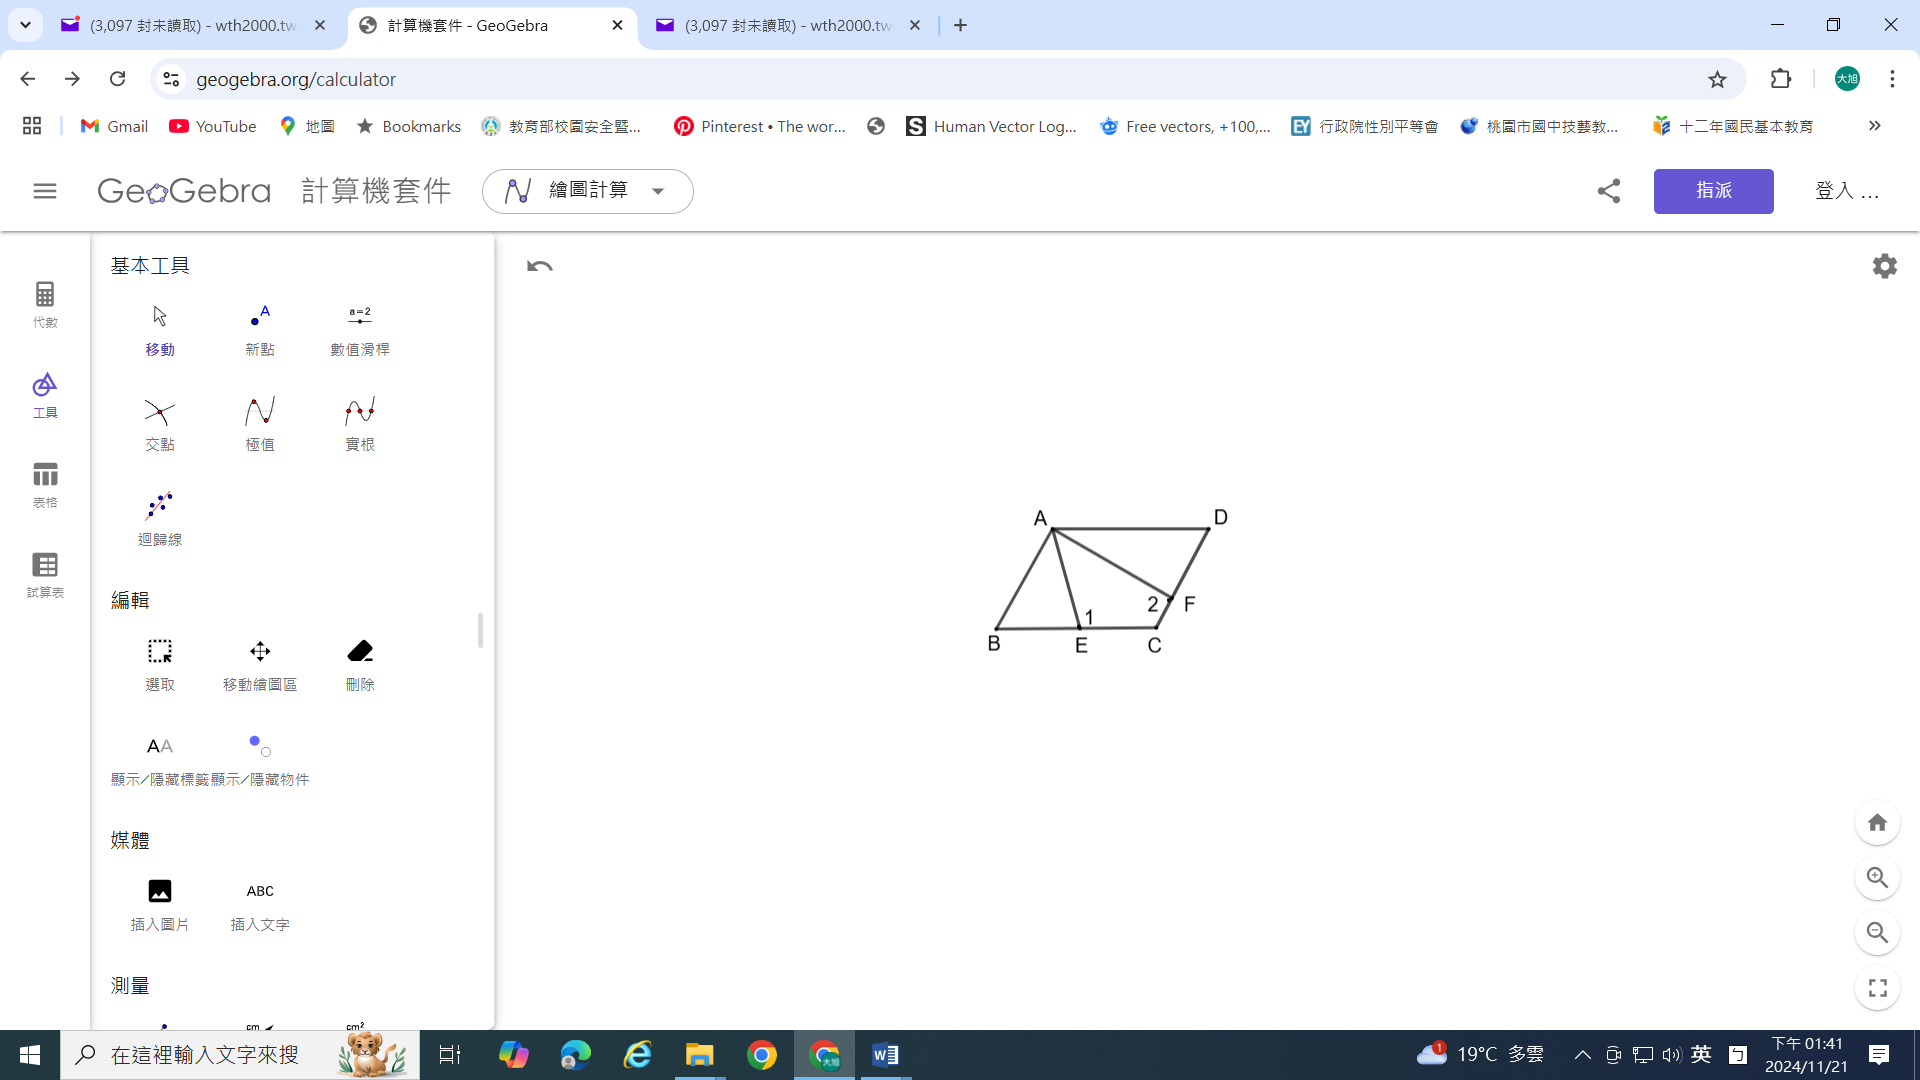 (3,097 封未讀取) - wth2000.tw
計算機套件 - GeoGebra
(3,097 封未讀取) - wth2000.tw
geogebra.org/calculator
大旭
Gmail
YouTube
地圖
Bookmarks
教育部校園安全暨...
Pinterest • The wor...
Human Vector Log...
Free vectors, +100,...
EY 行政院性別平等會
桃園市國中技藝教...
十二年國民基本教育
GeoGebra
計算機套件
繪圖計算
指派
登入 ...
代數
工具
表格
試算表
基本工具
A
a=2
移動
新點
數值滑桿
交點
極值
實根
迴歸線
編輯
選取
移動繪圖區
刪除
AA
顯示／隱藏標籤
顯示／隱藏物件
媒體
ABC
插入圖片
插入文字
測量
cm
cm²
A
D
1
2
F
B
E
C
在這裡輸入文字來搜
大旭
1
19°C 多雲
英
下午 01:41
2024/11/21